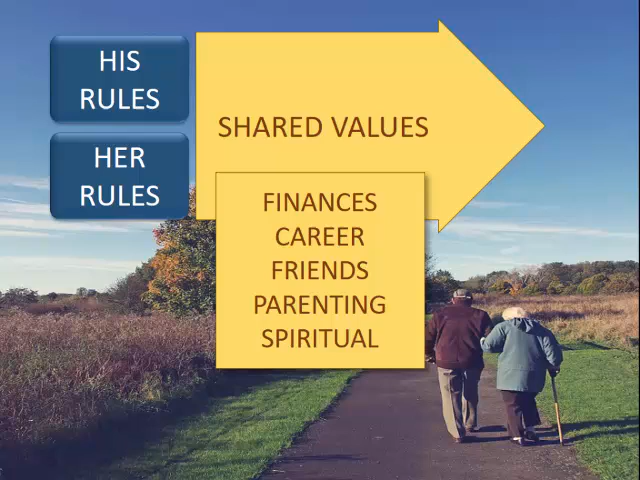 HIS
RULES
HER
RULES
SHARED VALUES
FINANCES
CAREER
FRIENDS
PARENTING
SPIRITUAL